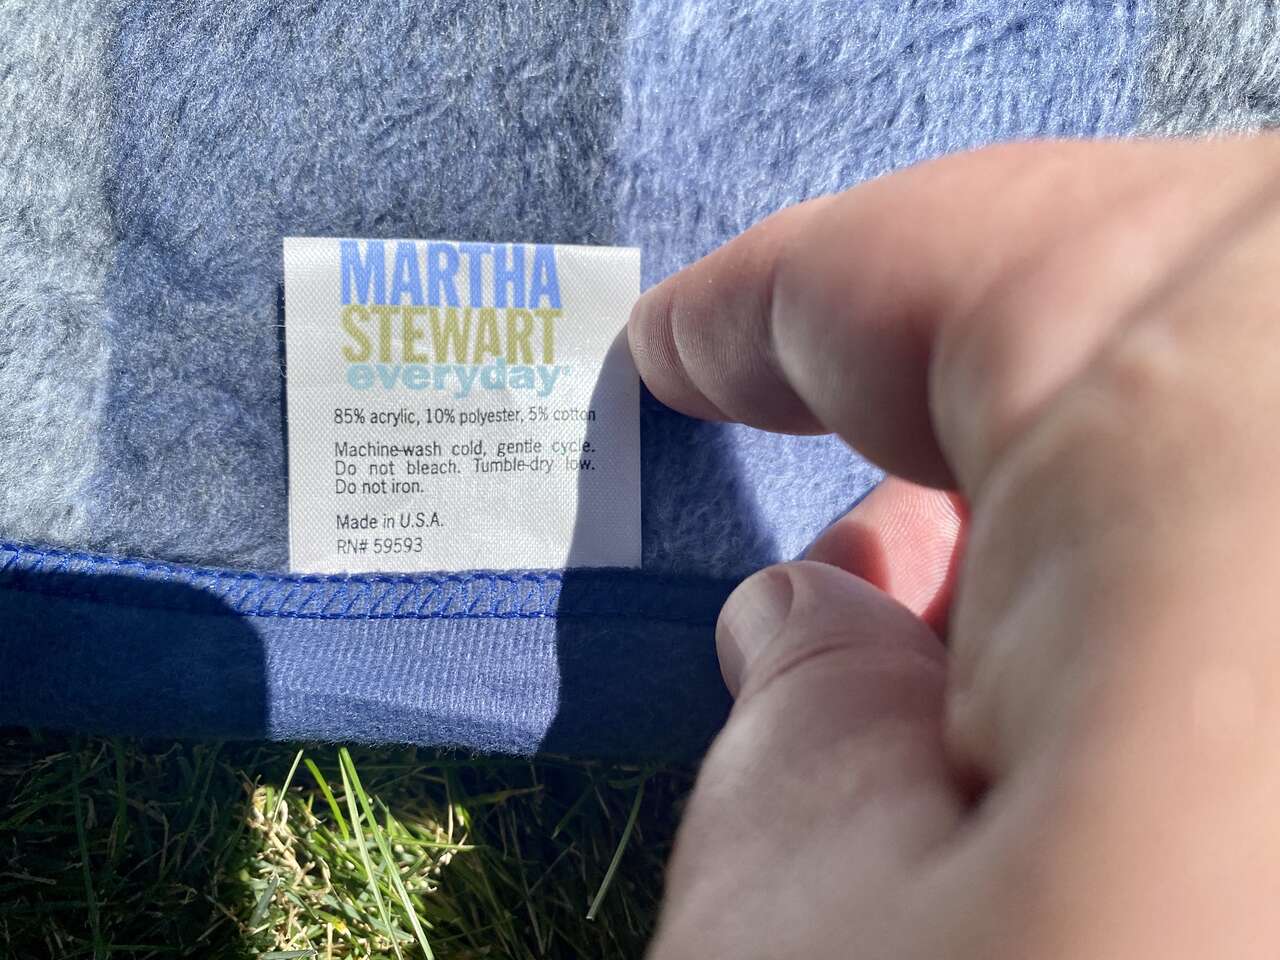 MARTHA
STEWART
everyday®
85% acrylic, 10% polyester, 5% cotton
Machine-wash cold, gentle cycle.
Do not bleach. Tumble-dry low.
Do not iron.
Made in U.S.A.
RN# 59593